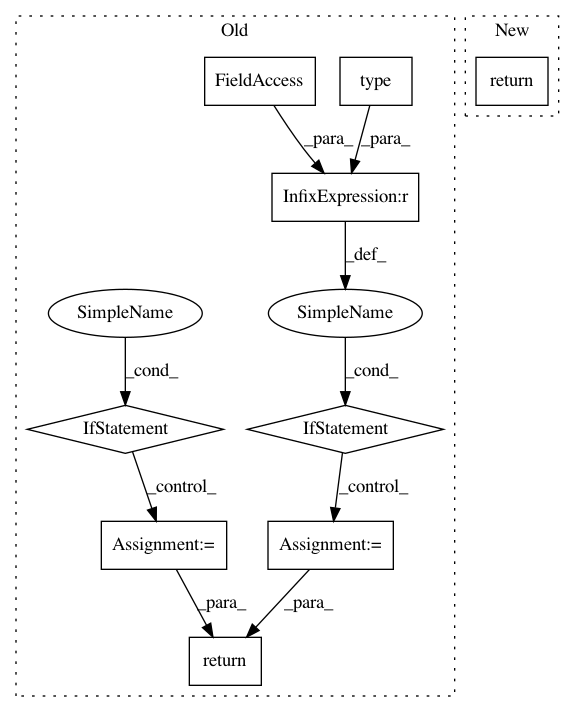 Old
New
FieldAccess
type
return
_para_
_para_
InfixExpression:r
_def_
SimpleName
SimpleName
_cond_
_cond_
IfStatement
IfStatement
_control_
_control_
Assignment:=
Assignment:=
_para_
_para_
return